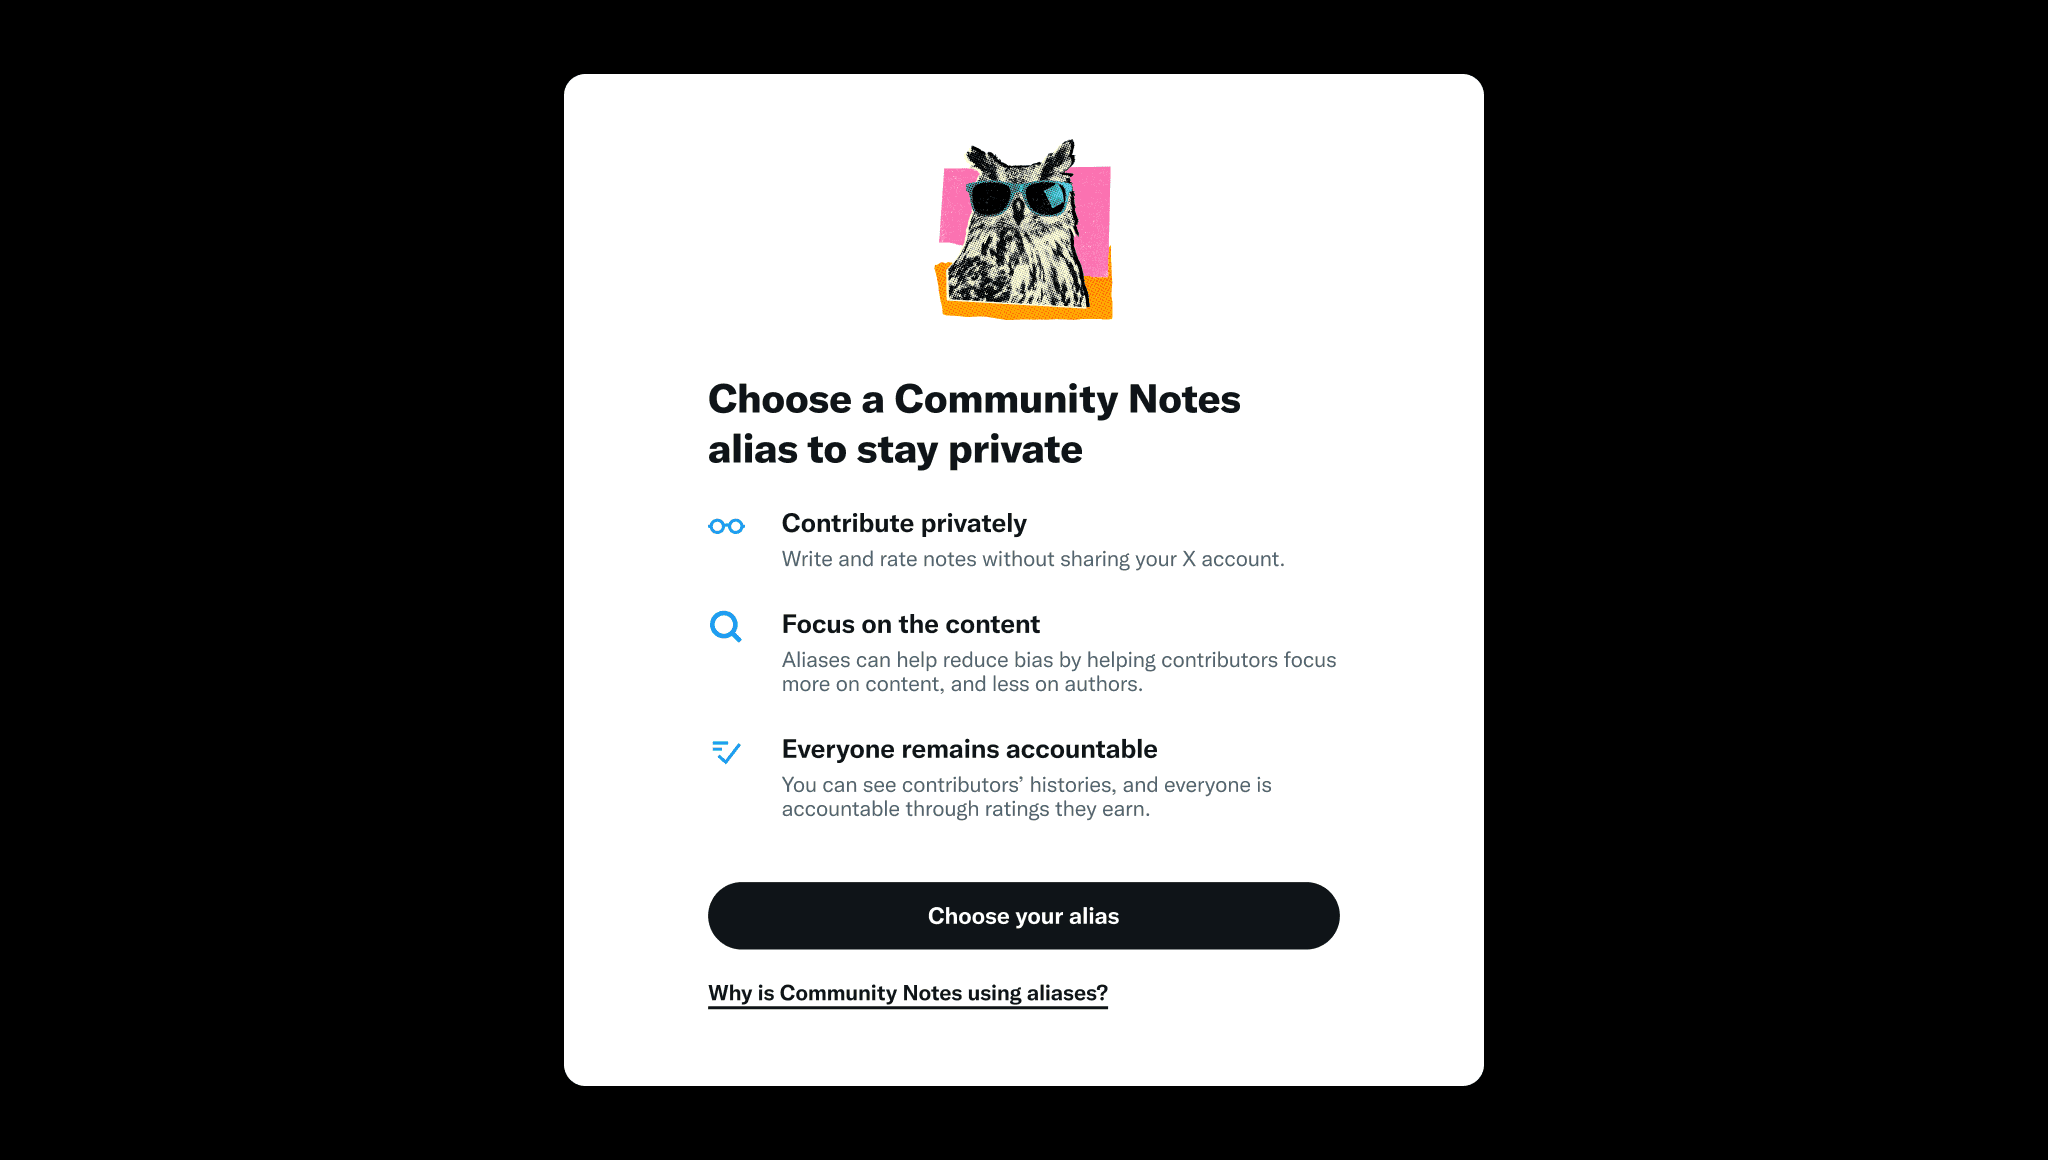 Choose a Community Notes
alias to stay private
Contribute privately
Write and rate notes without sharing your X account.
Focus on the content
Aliases can help reduce bias by helping contributors focus
more on content, and less on authors.
Everyone remains accountable
You can see contributors’ histories, and everyone is
accountable through ratings they earn.
Choose your alias
Why is Community Notes using aliases?